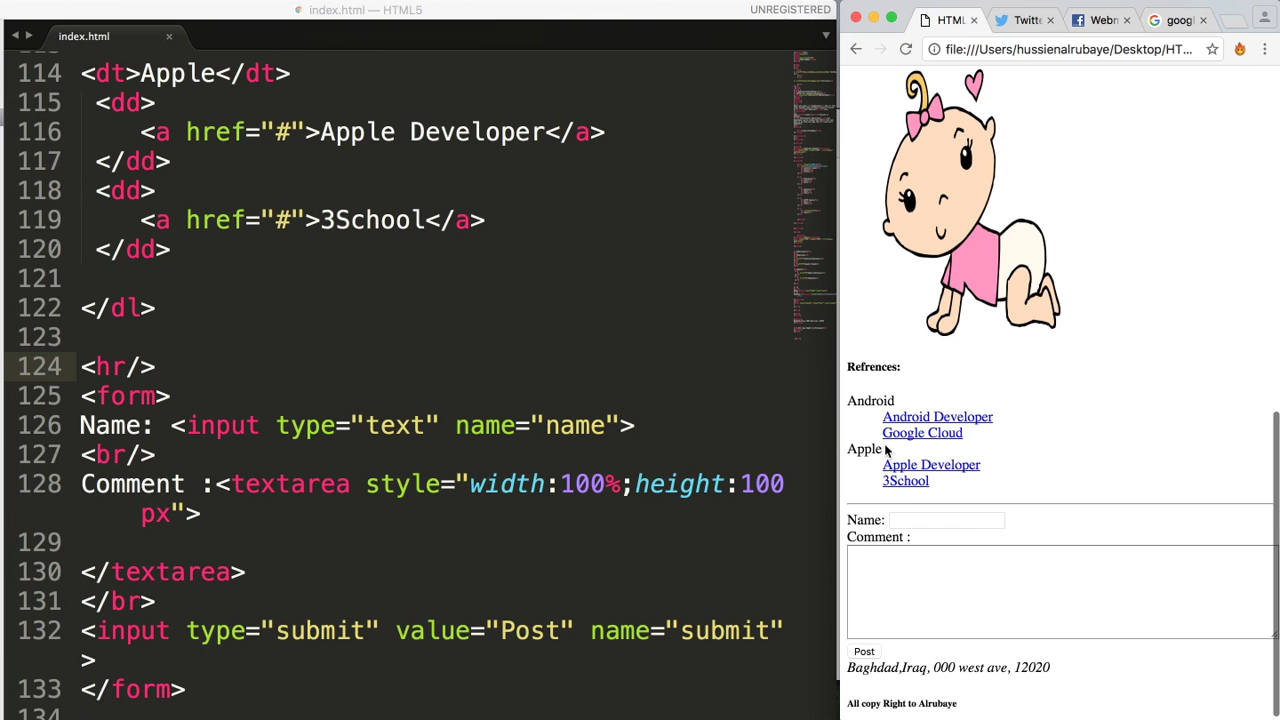 index.html — HTML5
UNREGISTERED
index.html
114 <dt>Apple</dt>
115 <dd>
116 <a href="#">Apple Developer</a>
117 </dd>
118 <dd>
119 <a href="#">3School</a>
120 </dd>
121
122 </dl>
123
124 <hr/>
125 <form>
126 Name: <input type="text" name="name">
127 <br/>
128 Comment :<textarea style="width:100%;height:100
px">
129
130 </textarea>
131 </br>
132 <input type="submit" value="Post" name="submit"
>
133 </form>
134
HTML
Twitte
Webm
googl
file:///Users/hussienalrubaye/Desktop/HT...
Refrences:
Android
Android Developer
Google Cloud
Apple
Apple Developer
3School
Name:
Comment :
Post
Baghdad,Iraq, 000 west ave, 12020
All copy Right to Alrubaye